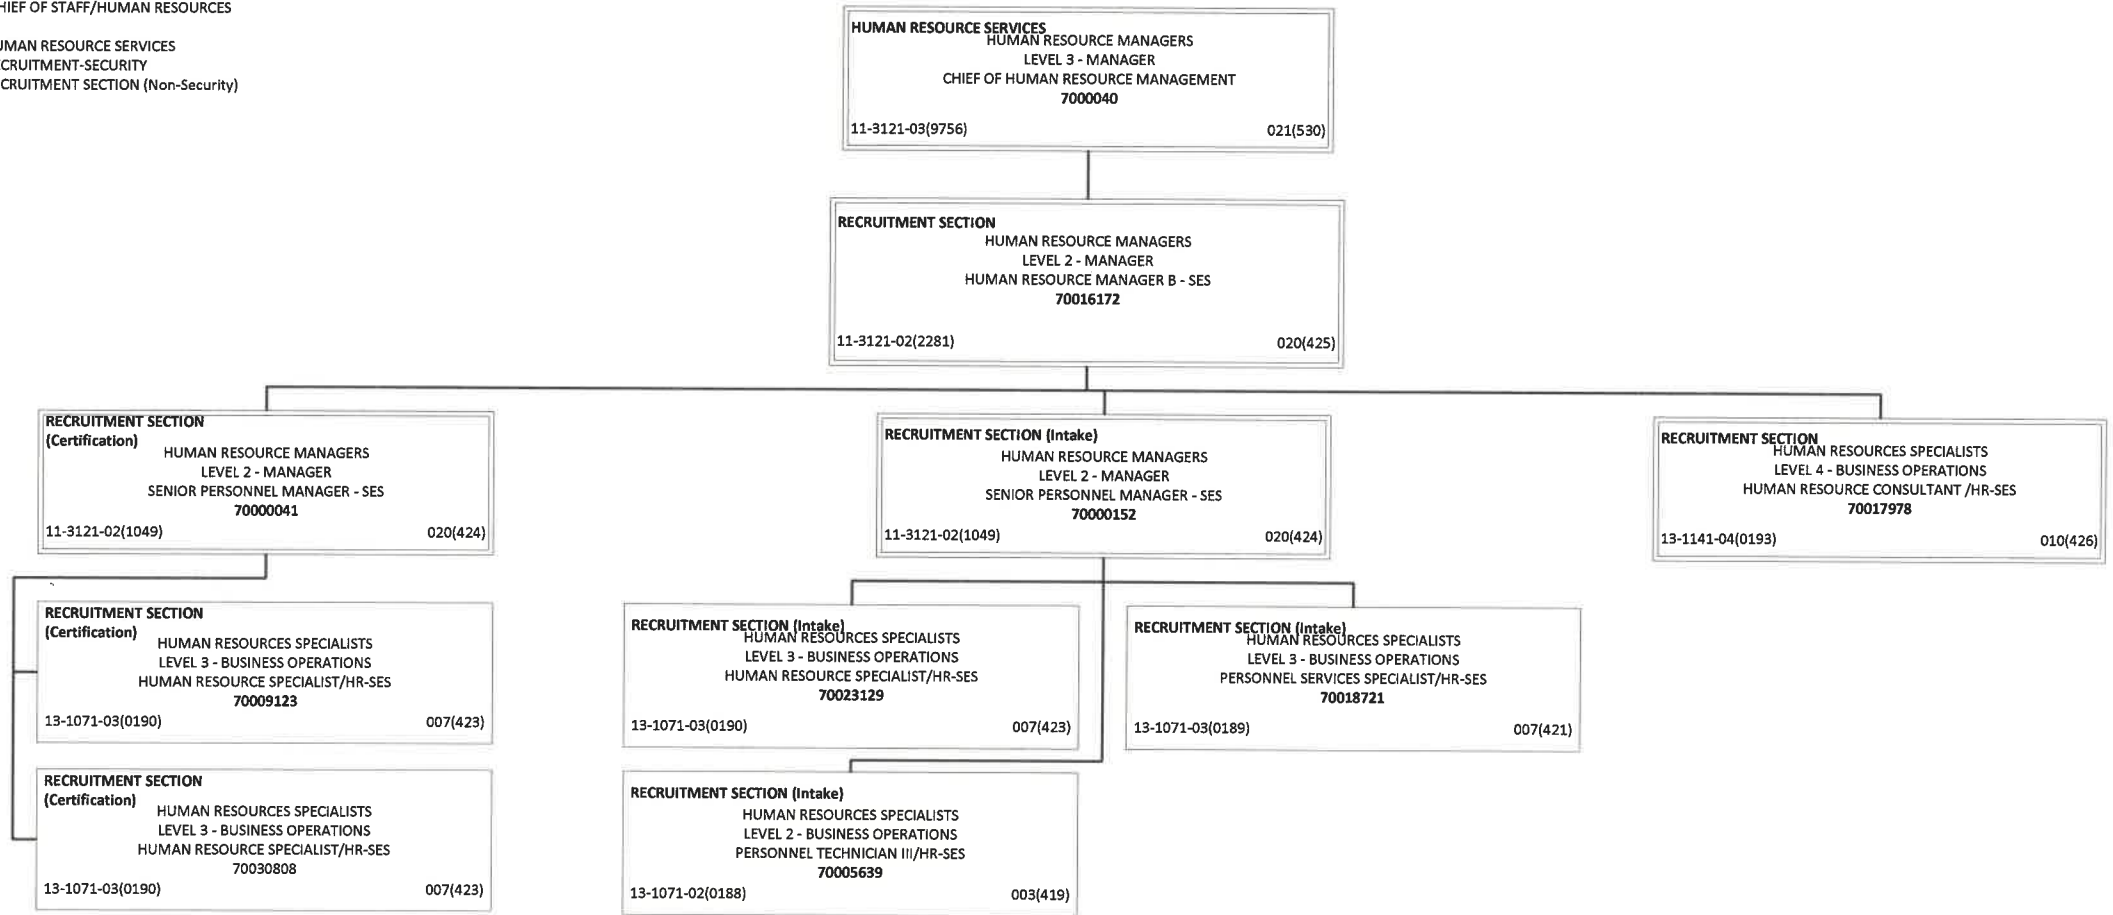 HIEF OF STAFF/HUMAN RESOURCES
UMAN RESOURCE SERVICES
CRUITMENT-SECURITY
CRUITMENT SECTION (Non-Security)
HUMAN RESOURCE SERVICES
HUMAN RESOURCE MANAGERS
LEVEL 3 - MANAGER
CHIEF OF HUMAN RESOURCE MANAGEMENT
7000040
11-3121-03(9756) 021(530)
RECRUITMENT SECTION
HUMAN RESOURCE MANAGERS
LEVEL 2 - MANAGER
HUMAN RESOURCE MANAGER B - SES
70016172
11-3121-02(2281) 020(425)
RECRUITMENT SECTION
(Certification)
HUMAN RESOURCE MANAGERS
LEVEL 2 - MANAGER
SENIOR PERSONNEL MANAGER - SES
70000041
11-3121-02(1049) 020(424)
RECRUITMENT SECTION (Intake)
HUMAN RESOURCE MANAGERS
LEVEL 2 - MANAGER
SENIOR PERSONNEL MANAGER - SES
70000152
11-3121-02(1049) 020(424)
RECRUITMENT SECTION
HUMAN RESOURCES SPECIALISTS
LEVEL 4 - BUSINESS OPERATIONS
HUMAN RESOURCE CONSULTANT /HR-SES
70017978
13-1141-04(0193) 010(426)
RECRUITMENT SECTION
(Certification)
HUMAN RESOURCES SPECIALISTS
LEVEL 3 - BUSINESS OPERATIONS
HUMAN RESOURCE SPECIALIST/HR-SES
70009123
13-1071-03(0190) 007(423)
RECRUITMENT SECTION (Intake)
HUMAN RESOURCES SPECIALISTS
LEVEL 3 - BUSINESS OPERATIONS
HUMAN RESOURCE SPECIALIST/HR-SES
70023129
13-1071-03(0190) 007(423)
RECRUITMENT SECTION (Intake)
HUMAN RESOURCES SPECIALISTS
LEVEL 3 - BUSINESS OPERATIONS
PERSONNEL SERVICES SPECIALIST/HR-SES
70018721
13-1071-03(0189) 007(421)
RECRUITMENT SECTION
(Certification)
HUMAN RESOURCES SPECIALISTS
LEVEL 3 - BUSINESS OPERATIONS
HUMAN RESOURCE SPECIALIST/HR-SES
70030808
13-1071-03(0190) 007(423)
RECRUITMENT SECTION (Intake)
HUMAN RESOURCES SPECIALISTS
LEVEL 2 - BUSINESS OPERATIONS
PERSONNEL TECHNICIAN III/HR-SES
70005639
13-1071-02(0188) 003(419)